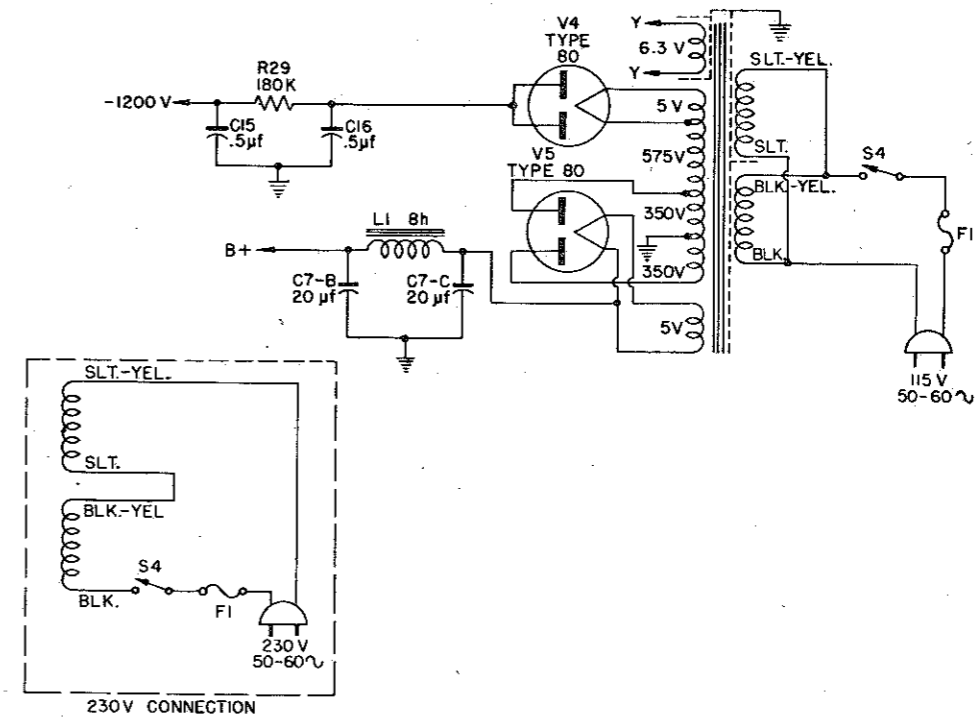 V4
TYPE
80
Y
6.3 V
Y
SLT.-YEL.
R29
180K
-1200 V
C15
.5µf
C16
.5µf
5V
575V
SLT.
S4
V5
TYPE 80
BLK.-YEL.
350V
F1
L1 8h
B+
BLK.
350V
C7-B
20 µf
C7-C
20 µf
5V
115 V
50-60~
SLT.-YEL.
SLT.
BLK.-YEL
S4
BLK.
F1
230 V
50-60~
230V CONNECTION